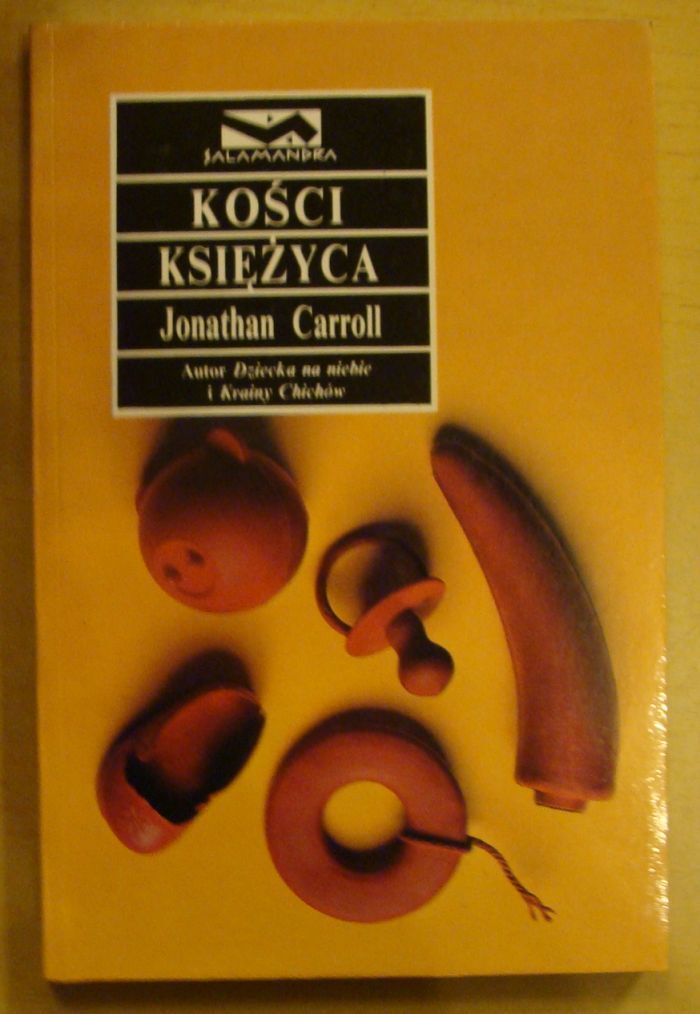 SALAMANDRA
KOŚCI
KSIĘŻYCA
Jonathan Carroll
Autor Dziecka na niebie
i Krainy Chichów